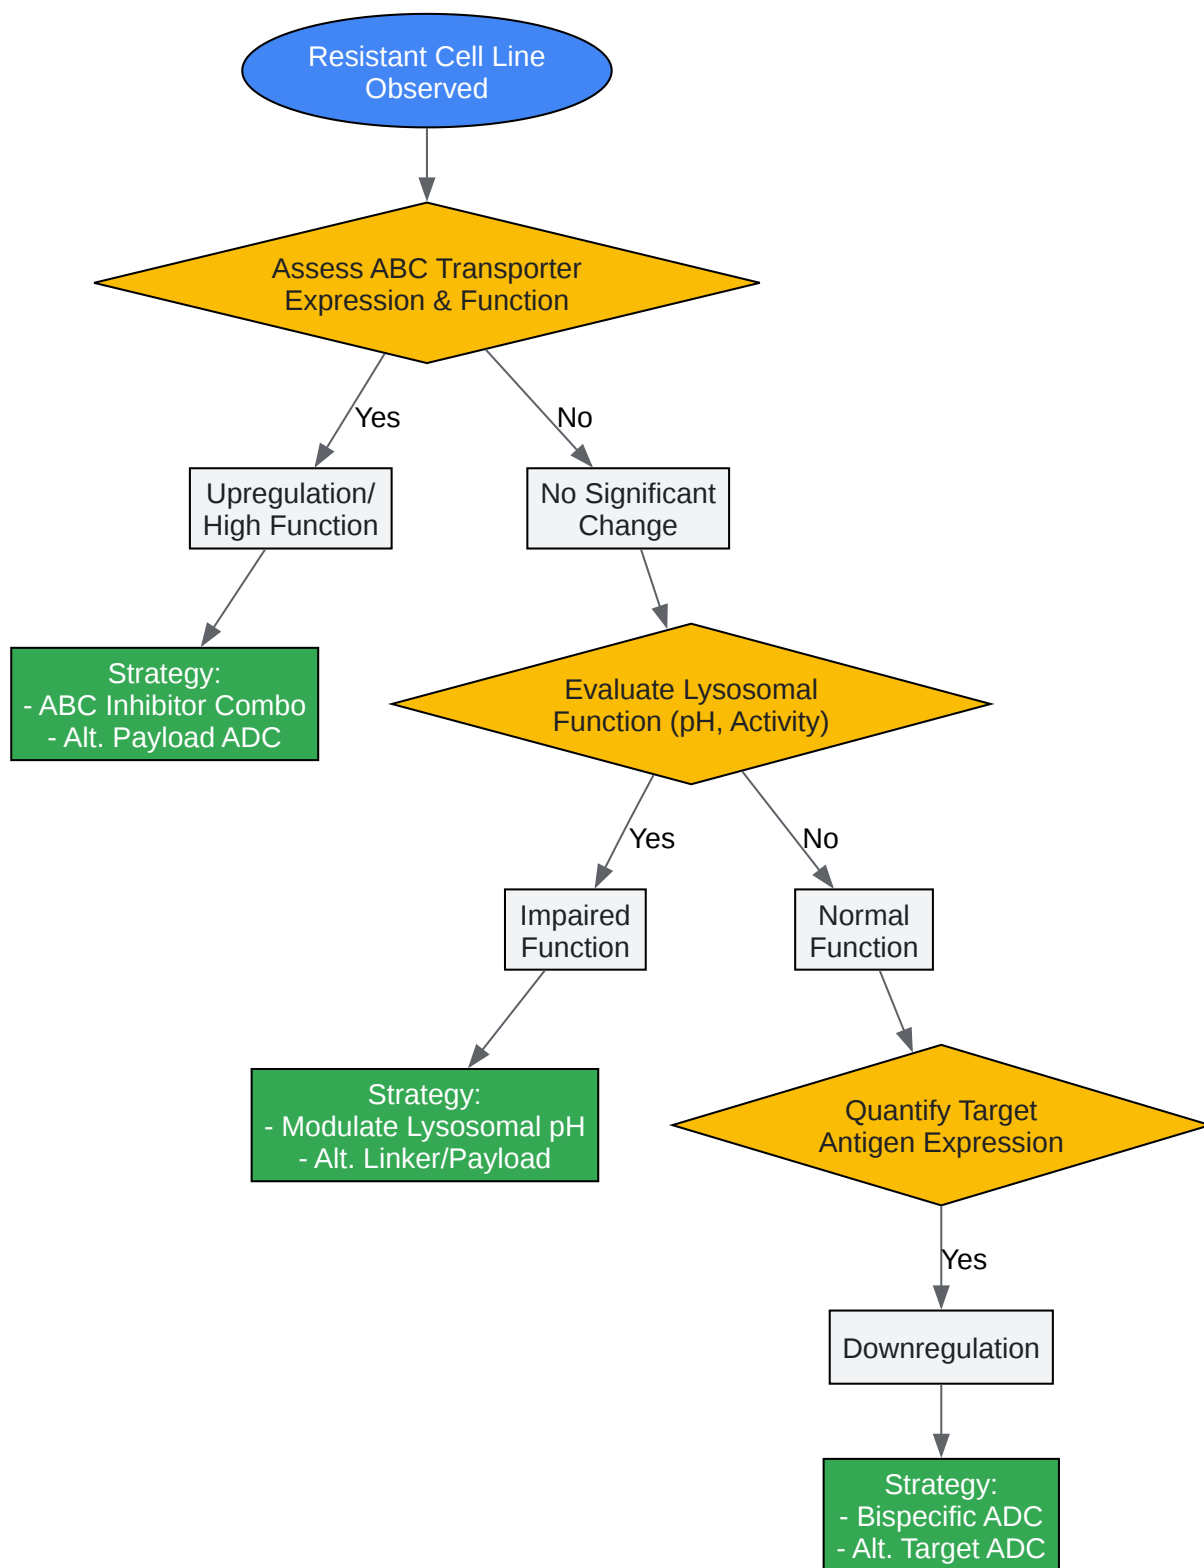 Resistant Cell Line
Observed
Assess ABC Transporter
Expression & Function
Yes
No
Upregulation/
High Function
No Significant
Change
Strategy:
- ABC Inhibitor Combo
- Alt. Payload ADC
Evaluate Lysosomal
Function (pH, Activity)
Yes
No
Impaired
Function
Normal
Function
Strategy:
- Modulate Lysosomal pH
- Alt. Linker/Payload
Quantify Target
Antigen Expression
Yes
Downregulation
Strategy:
- Bispecific ADC
- Alt. Target ADC